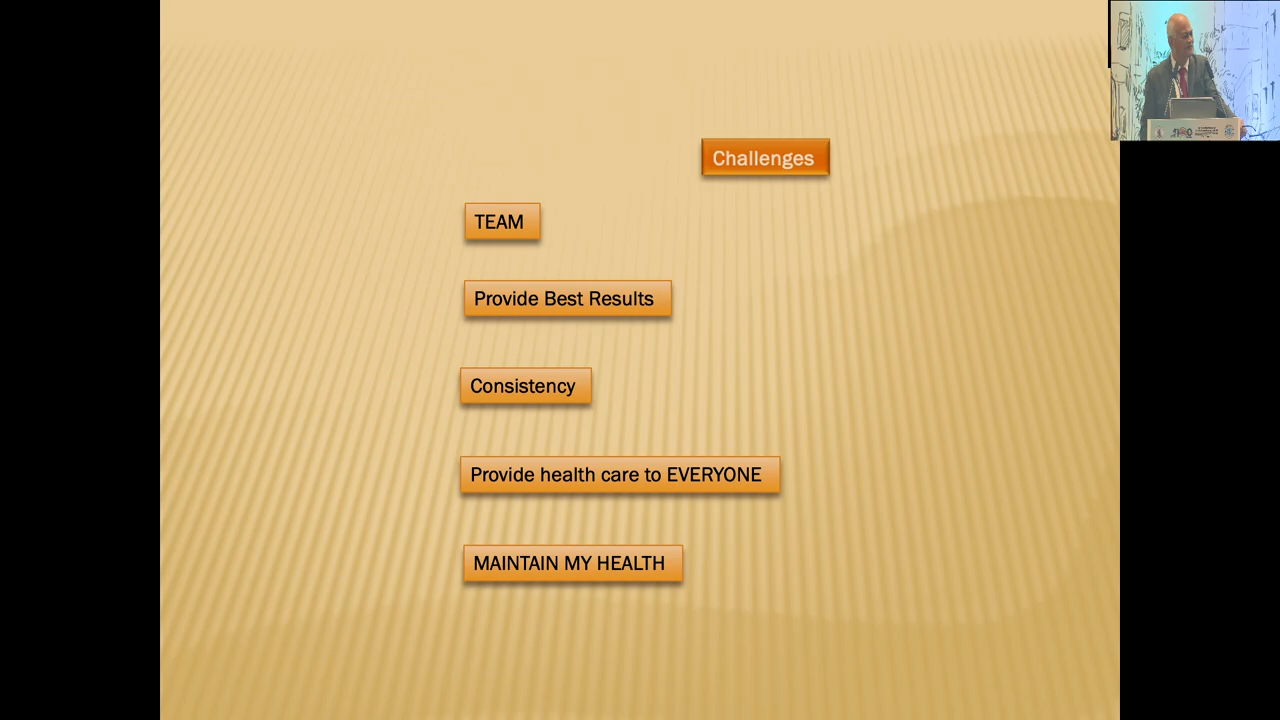 Challenges
TEAM
Provide Best Results
Consistency
Provide health care to EVERYONE
MAINTAIN MY HEALTH